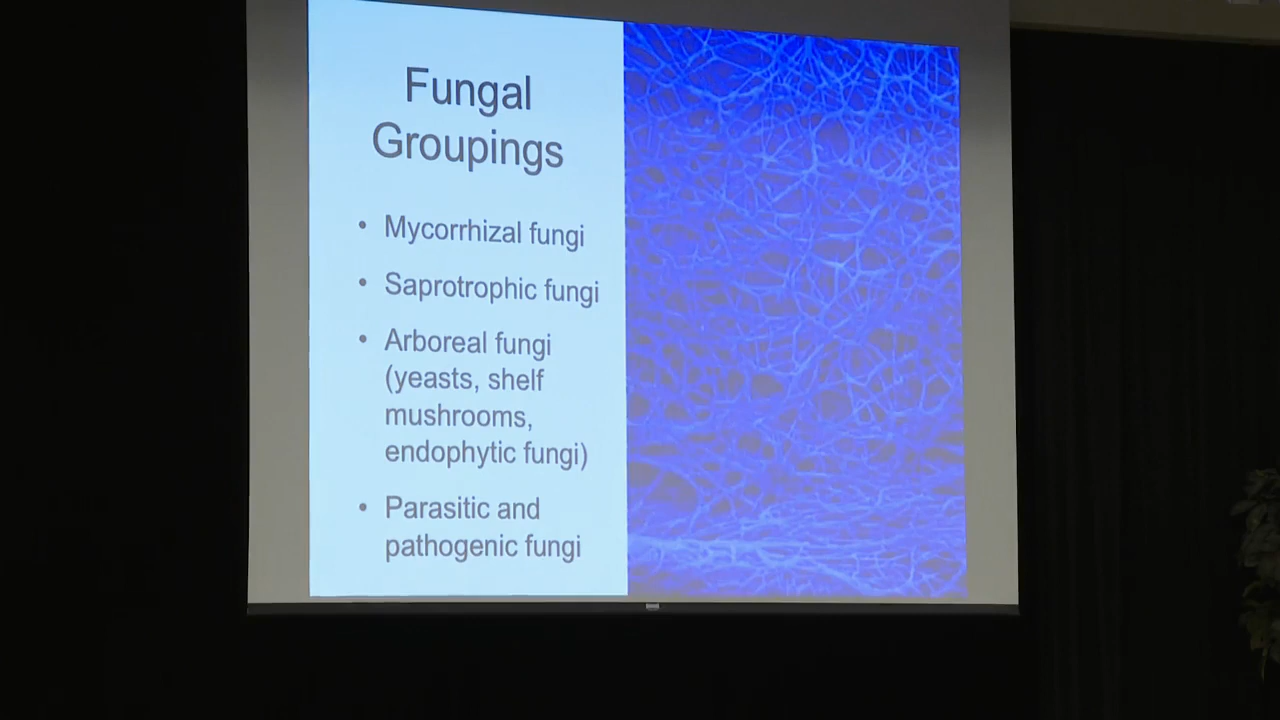 Fungal
Groupings
• Mycorrhizal fungi
• Saprotrophic fungi
• Arboreal fungi
(yeasts, shelf
mushrooms,
endophytic fungi)
• Parasitic and
pathogenic fungi